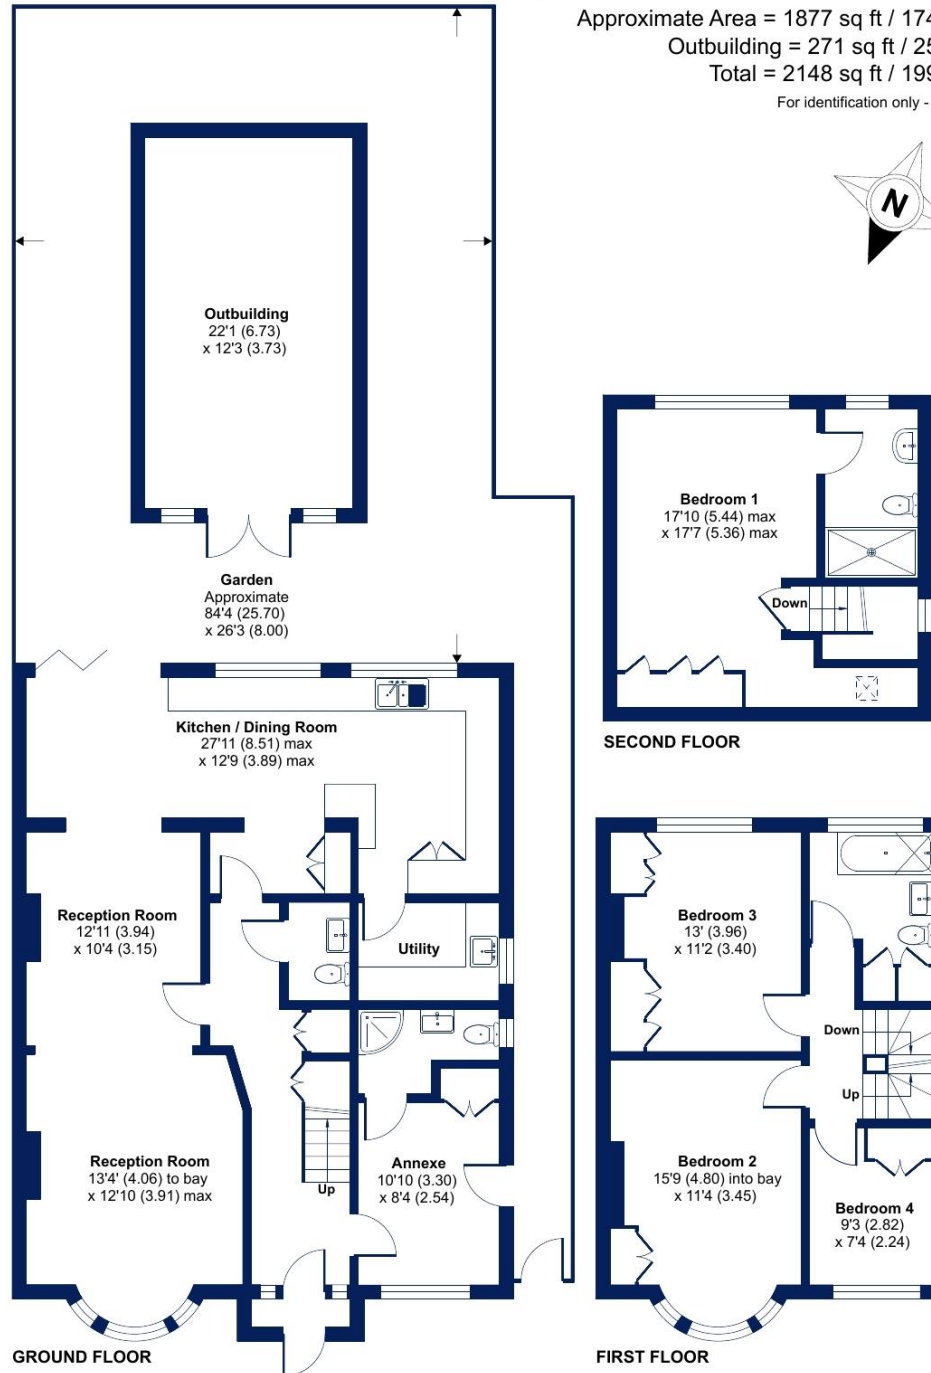 Approximate Area = 1877 sq ft / 174
Outbuilding = 271 sq ft / 25
Total = 2148 sq ft / 199
For identification only -
N
Outbuilding
22'1 (6.73)
x 12'3 (3.73)
Garden
Approximate
84'4 (25.70)
x 26'3 (8.00)
Kitchen / Dining Room
27'11 (8.51) max
x 12'9 (3.89) max
Reception Room
12'11 (3.94)
x 10'4 (3.15)
Utility
Reception Room
13'4' (4.06) to bay
x 12'10 (3.91) max
Up
Annexe
10'10 (3.30)
x 8'4 (2.54)
GROUND FLOOR
Bedroom 1
17'10 (5.44) max
x 17'7 (5.36) max
Down
SECOND FLOOR
Bedroom 3
13' (3.96)
x 11'2 (3.40)
Down
Up
Bedroom 2
15'9 (4.80) into bay
x 11'4 (3.45)
Bedroom 4
9'3 (2.82)
x 7'4 (2.24)
FIRST FLOOR